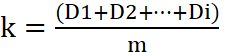 k = (D1+D2+⋯+Di) / m